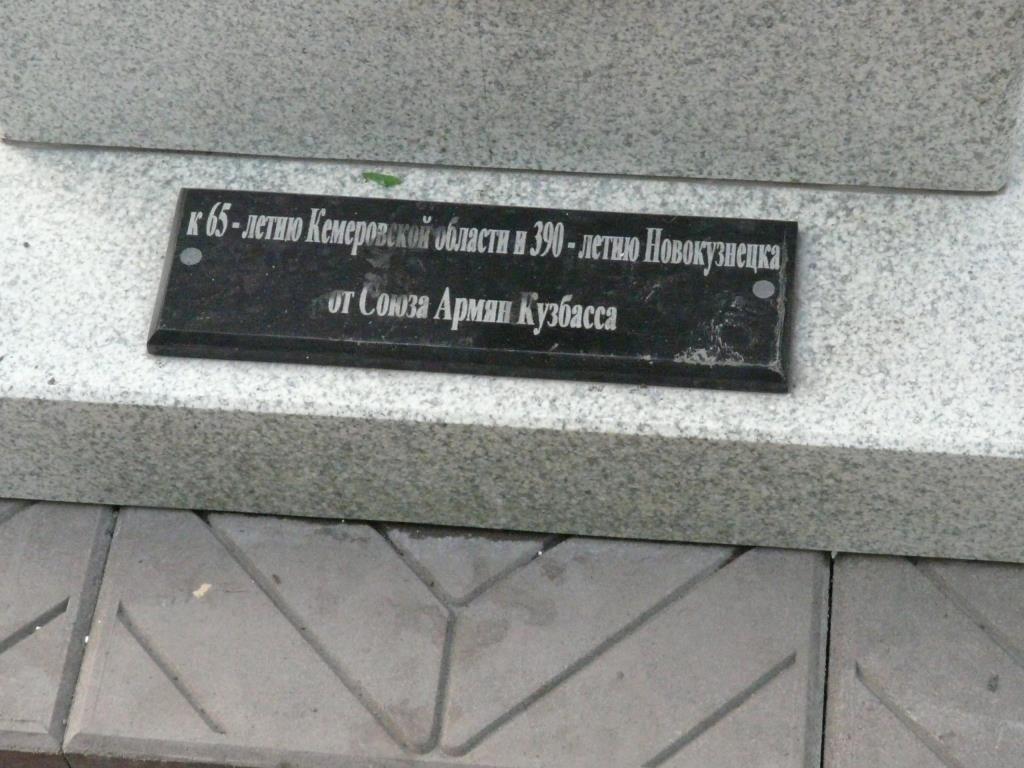 к 65 - летию Кемеровской области и 390 - летию Новокузнецка
от Союза Армян Кузбасса